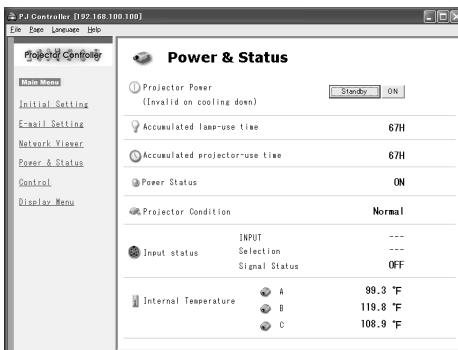 PJ Controller [192.168.100.100]
File Page Language Help
Projector Controller
Main Menu
Initial Setting
E-mail Setting
Network Viewer
Power & Status
Control
Display Menu
Power & Status
Projector Power
(Invalid on cooling down)
Standby ON
Accumulated lamp-use time 67H
Accumulated projector-use time 67H
Power Status ON
Projector Condition Normal
Input status
INPUT ---
Selection ---
Signal Status OFF
Internal Temperature
A 99.3 °F
B 119.8 °F
C 108.9 °F